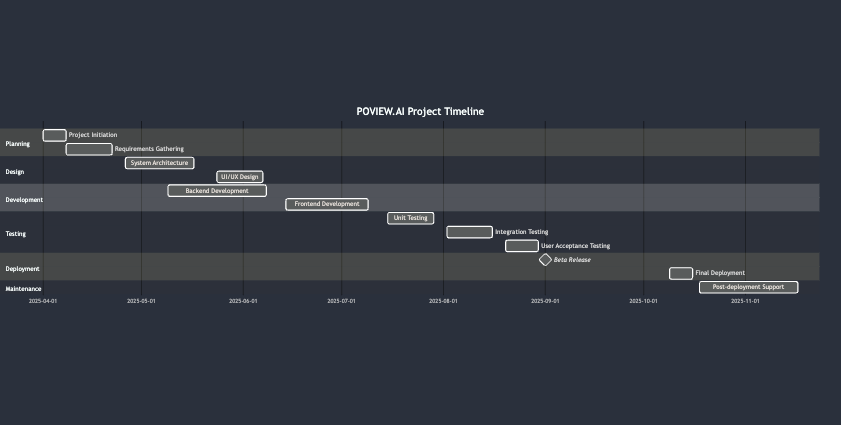 POVIEW.AI Project Timeline
Planning
Project Initiation
Requirements Gathering
Design
System Architecture
UI/UX Design
Development
Backend Development
Frontend Development
Testing
Unit Testing
Integration Testing
User Acceptance Testing
Deployment
Beta Release
Final Deployment
Maintenance
Post-deployment Support
2025-04-01
2025-05-01
2025-06-01
2025-07-01
2025-08-01
2025-09-01
2025-10-01
2025-11-01